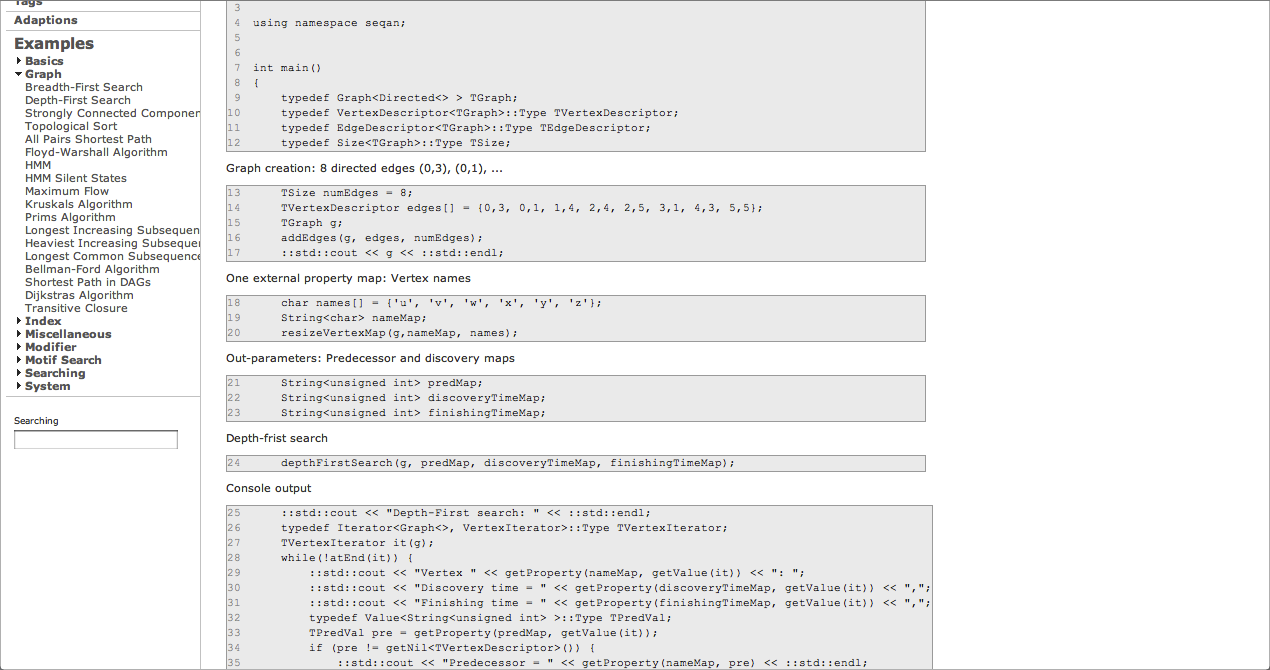 Tags
Adaptions
Examples
Basics
Graph
Breadth-First Search
Depth-First Search
Strongly Connected Componen
Topological Sort
All Pairs Shortest Path
Floyd-Warshall Algorithm
HMM
HMM Silent States
Maximum Flow
Kruskals Algorithm
Prims Algorithm
Longest Increasing Subsequen
Heaviest Increasing Subseque
Longest Common Subsequence
Bellman-Ford Algorithm
Shortest Path in DAGs
Dijkstras Algorithm
Transitive Closure
Index
Miscellaneous
Modifier
Motif Search
Searching
System
Searching
3
4 using namespace seqan;
5
6
7 int main()
8 {
9     typedef Graph<Directed<> > TGraph;
10     typedef VertexDescriptor<TGraph>::Type TVertexDescriptor;
11     typedef EdgeDescriptor<TGraph>::Type TEdgeDescriptor;
12     typedef Size<TGraph>::Type TSize;
Graph creation: 8 directed edges (0,3), (0,1), ...
13     TSize numEdges = 8;
14     TVertexDescriptor edges[] = {0,3, 0,1, 1,4, 2,4, 2,5, 3,1, 4,3, 5,5};
15     TGraph g;
16     addEdges(g, edges, numEdges);
17     ::std::cout << g << ::std::endl;
One external property map: Vertex names
18     char names[] = {'u', 'v', 'w', 'x', 'y', 'z'};
19     String<char> nameMap;
20     resizeVertexMap(g,nameMap, names);
Out-parameters: Predecessor and discovery maps
21     String<unsigned int> predMap;
22     String<unsigned int> discoveryTimeMap;
23     String<unsigned int> finishingTimeMap;
Depth-frist search
24     depthFirstSearch(g, predMap, discoveryTimeMap, finishingTimeMap);
Console output
25     ::std::cout << "Depth-First search: " << ::std::endl;
26     typedef Iterator<Graph<>, VertexIterator>::Type TVertexIterator;
27     TVertexIterator it(g);
28     while(!atEnd(it)) {
29         ::std::cout << "Vertex " << getProperty(nameMap, getValue(it)) << ": ";
30         ::std::cout << "Discovery time = " << getProperty(discoveryTimeMap, getValue(it)) << ",";
31         ::std::cout << "Finishing time = " << getProperty(finishingTimeMap, getValue(it)) << ",";
32         typedef Value<String<unsigned int> >::Type TPredVal;
33         TPredVal pre = getProperty(predMap, getValue(it));
34         if (pre != getNil<TVertexDescriptor>()) {
35             ::std::cout << "Predecessor = " << getProperty(nameMap, pre) << ::std::endl;